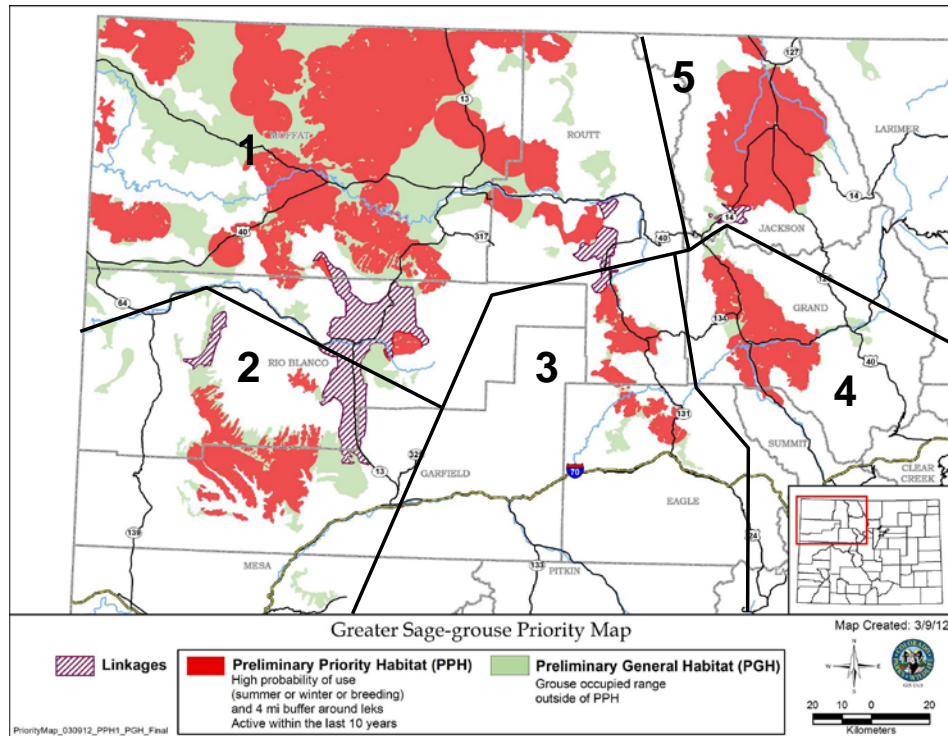 5
127
13
MOFFAT
ROUTT
LARIMER
1
14
14
JACKSON
40
317
40
64
GRAND
134
40
2
RIO BLANCO
3
4
131
SUMMIT
13
GARFIELD
70
CLEAR
CREEK
EAGLE
139
24
MESA
133
PITKIN
Greater Sage-grouse Priority Map
Map Created: 3/9/12
Linkages
Preliminary Priority Habitat (PPH)
High probability of use
(summer or winter or breeding)
and 4 mi buffer around leks
Active within the last 10 years
Preliminary General Habitat (PGH)
Grouse occupied range
outside of PPH
N
W
E
S
20 0 20
Kilometers
PriorityMap_030912_PPH1_PGH_Final